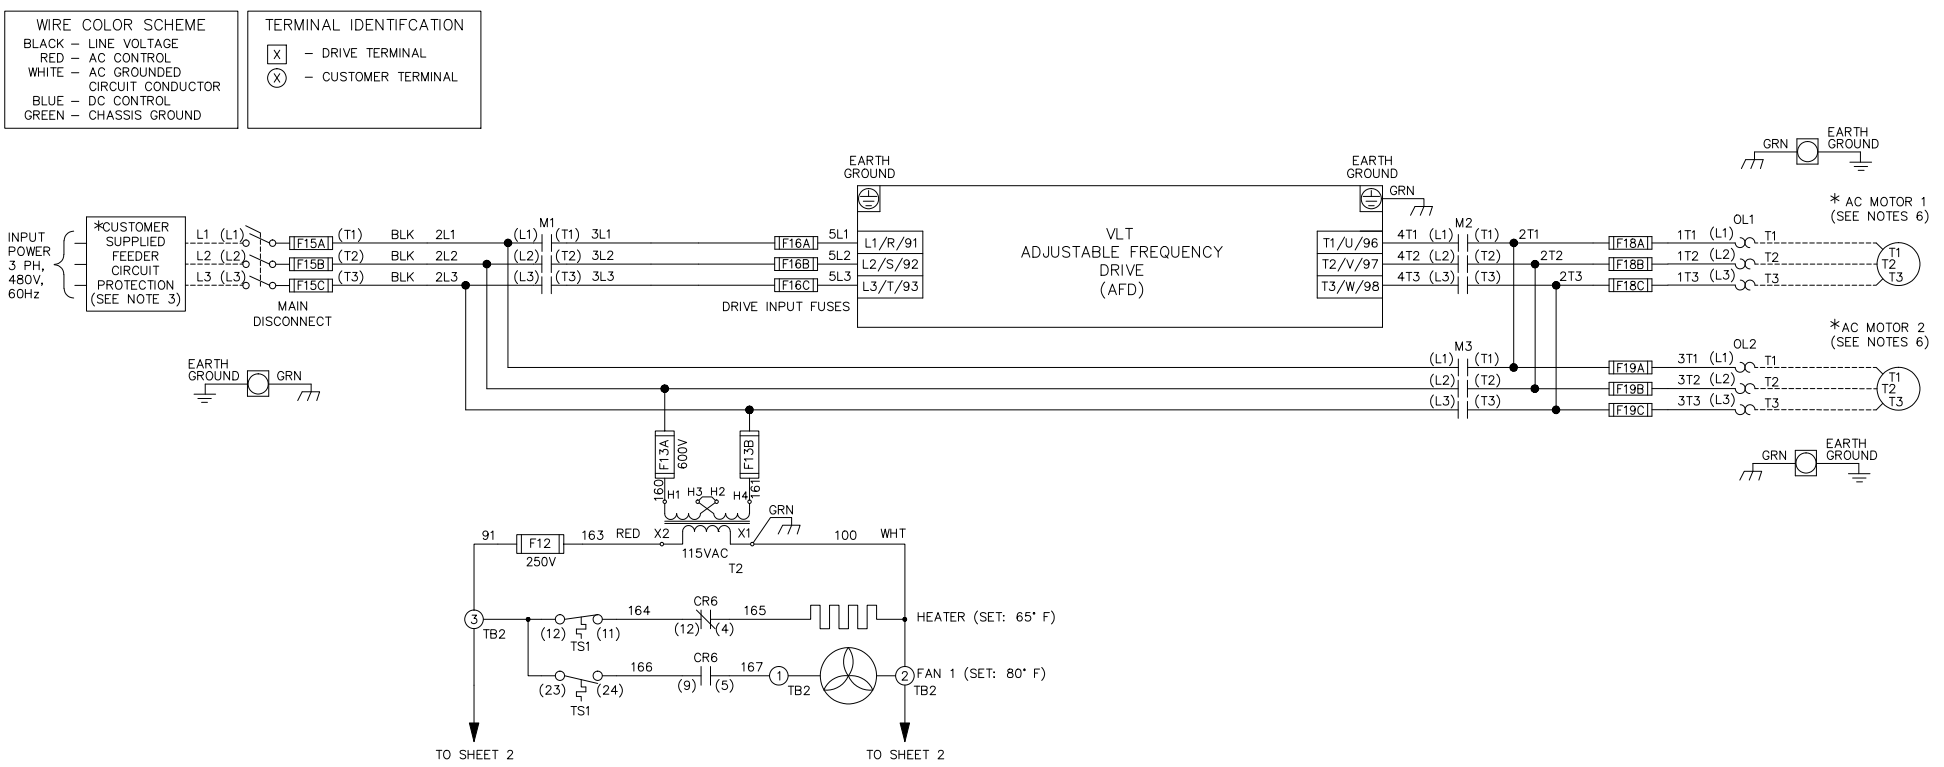 WIRE COLOR SCHEME
BLACK – LINE VOLTAGE
RED – AC CONTROL
WHITE – AC GROUNDED
CIRCUIT CONDUCTOR
BLUE – DC CONTROL
GREEN – CHASSIS GROUND
TERMINAL IDENTIFCATION
X – DRIVE TERMINAL
X – CUSTOMER TERMINAL
INPUT
POWER
3 PH,
480V,
60Hz
*CUSTOMER
SUPPLIED
FEEDER
CIRCUIT
PROTECTION
(SEE NOTE 3)
L1 (L1) F15A (T1) BLK 2L1 (L1) M1 (T1) 3L1 F16A 5L1 L1/R/91
L2 (L2) F15B (T2) BLK 2L2 (L2) (T2) 3L2 F16B 5L2 L2/S/92
L3 (L3) F15C (T3) BLK 2L3 (L3) (T3) 3L3 F16C 5L3 L3/T/93
MAIN
DISCONNECT
DRIVE INPUT FUSES
EARTH
GROUND
GRN
EARTH
GROUND
VLT
ADJUSTABLE FREQUENCY
DRIVE
(AFD)
EARTH
GROUND
GRN
T1/U/96 4T1 (L1) M2 (T1) 2T1 F18A 1T1 (L1) OL1 T1
T2/V/97 4T2 (L2) (T2) 2T2 F18B 1T2 (L2) T2
T3/W/98 4T3 (L3) (T3) 2T3 F18C 1T3 (L3) T3
GRN
EARTH
GROUND
* AC MOTOR 1
(SEE NOTES 6)
T1
T2
T3
*AC MOTOR 2
(SEE NOTES 6)
M3
(L1) (T1) F19A 3T1 (L1) OL2 T1
(L2) (T2) F19B 3T2 (L2) T2
(L3) (T3) F19C 3T3 (L3) T3
T1
T2
T3
GRN
EARTH
GROUND
F13A
600V
F13B
160
161
H1 H3 H2 H4
GRN
91 F12 163 RED X2 X1 100 WHT
250V
115VAC
T2
3
TB2
(12) (11)
TS1
164
CR6
(12) (4)
165
HEATER (SET: 65° F)
(23) (24)
TS1
166
CR6
(9) (5)
167
1
TB2
2
TB2
FAN 1 (SET: 80° F)
TO SHEET 2
TO SHEET 2